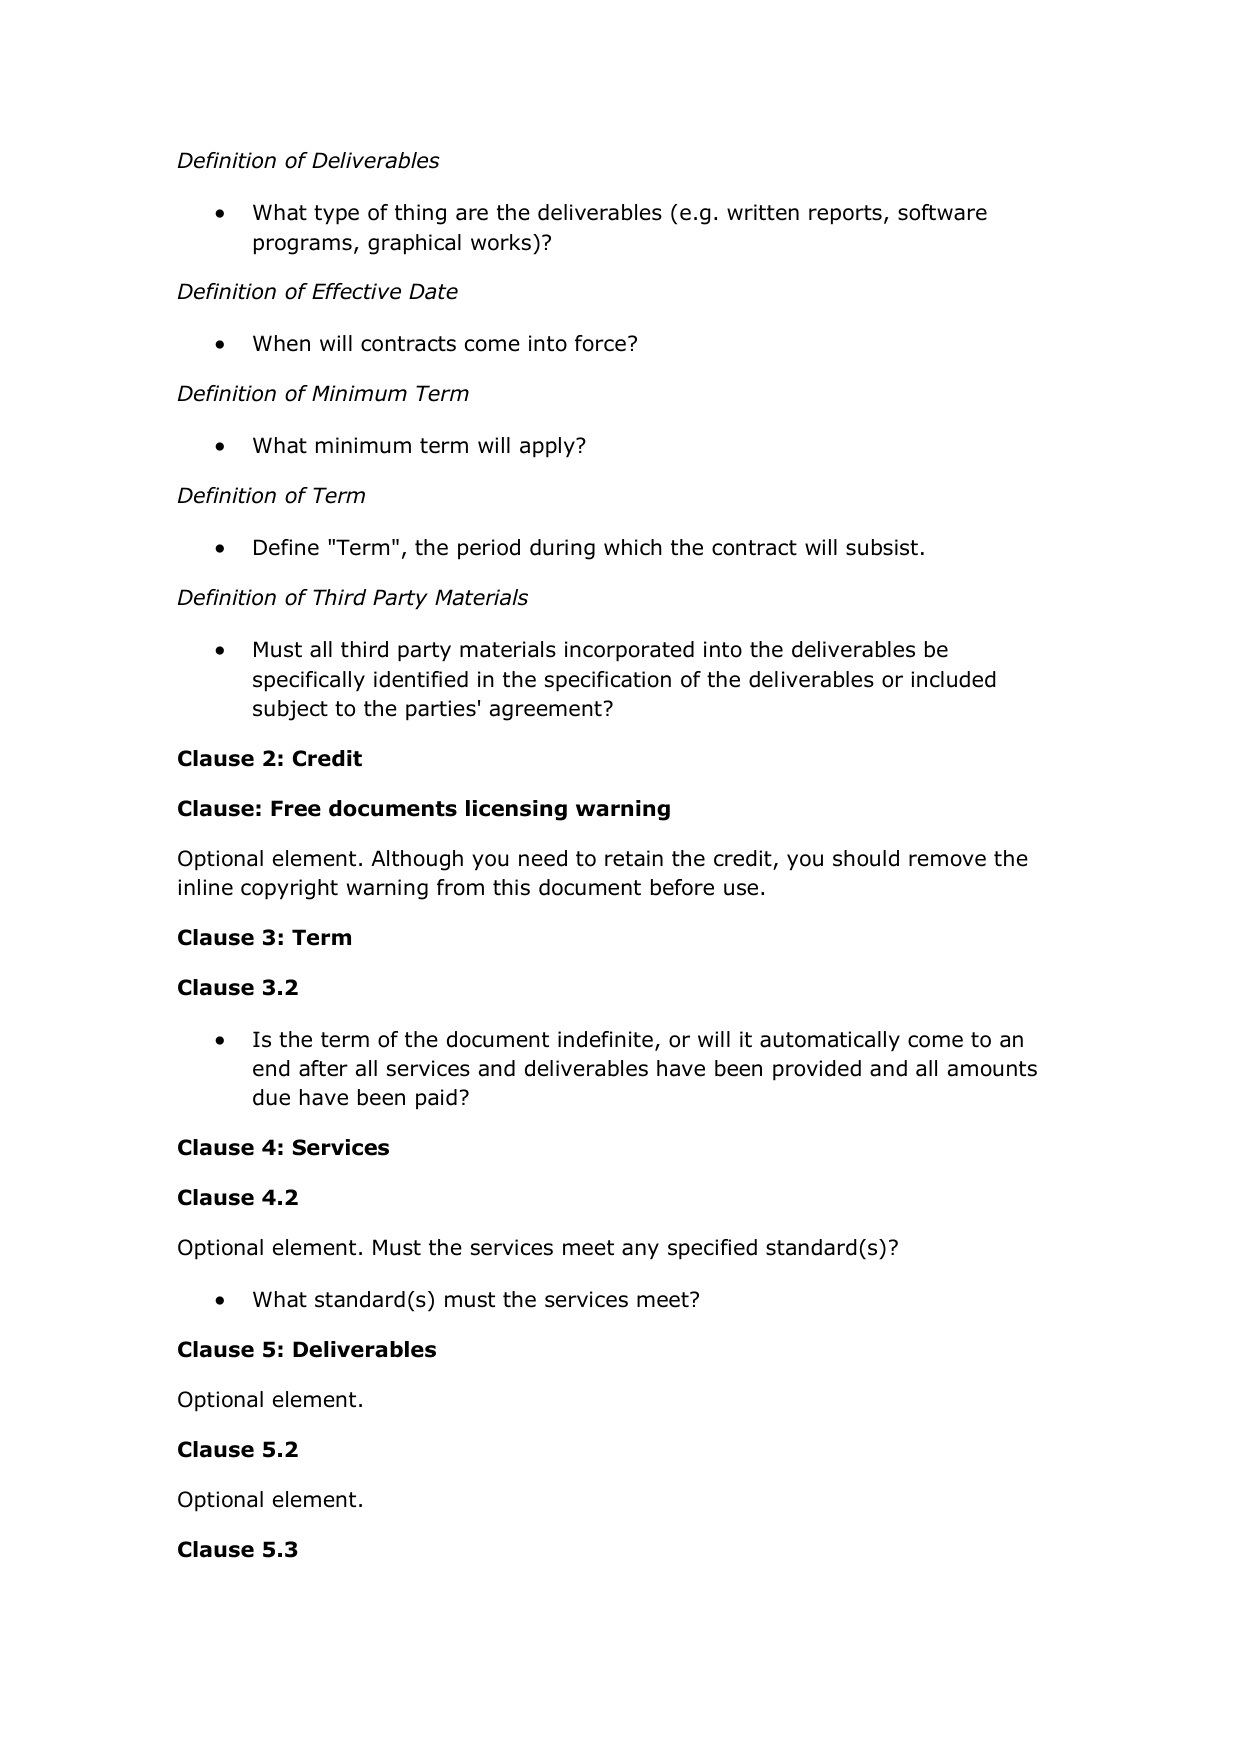 Definition of Deliverables
• What type of thing are the deliverables (e.g. written reports, software
programs, graphical works)?
Definition of Effective Date
• When will contracts come into force?
Definition of Minimum Term
• What minimum term will apply?
Definition of Term
• Define "Term", the period during which the contract will subsist.
Definition of Third Party Materials
• Must all third party materials incorporated into the deliverables be
specifically identified in the specification of the deliverables or included
subject to the parties' agreement?
Clause 2: Credit
Clause: Free documents licensing warning
Optional element. Although you need to retain the credit, you should remove the
inline copyright warning from this document before use.
Clause 3: Term
Clause 3.2
• Is the term of the document indefinite, or will it automatically come to an
end after all services and deliverables have been provided and all amounts
due have been paid?
Clause 4: Services
Clause 4.2
Optional element. Must the services meet any specified standard(s)?
• What standard(s) must the services meet?
Clause 5: Deliverables
Optional element.
Clause 5.2
Optional element.
Clause 5.3